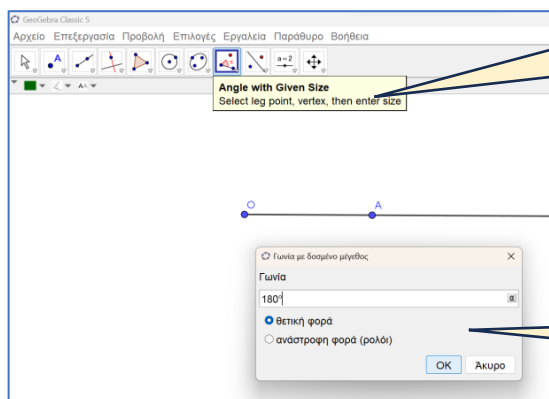 GeoGebra Classic 5
Αρχείο Επεξεργασία Προβολή Επιλογές Εργαλεία Παράθυρο Βοήθεια
a=2
Angle with Given Size
Select leg point, vertex, then enter size
O A
Γωνία με δοσμένο μέγεθος
Γωνία
180°
α
θετική φορά
ανάστροφη φορά (ρολόι)
OK Άκυρο